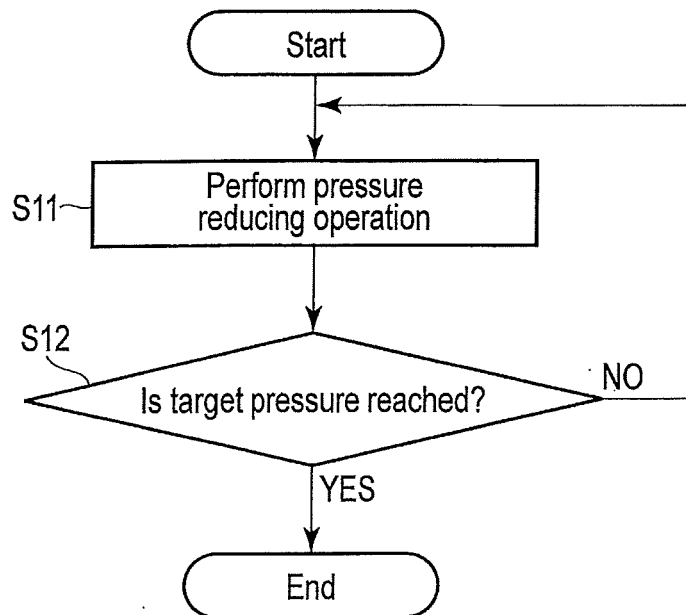 Start
S11
Perform pressure
reducing operation
S12
Is target pressure reached?
NO
YES
End